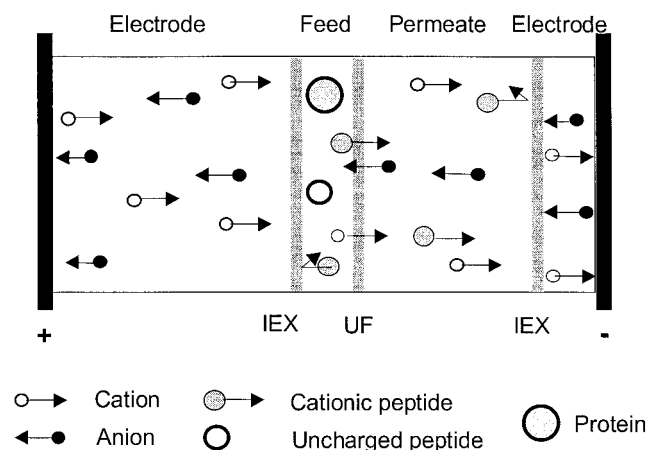 Electrode Feed Permeate Electrode
IEX UF IEX
+ -
Cation Cationic peptide Protein
Anion Uncharged peptide